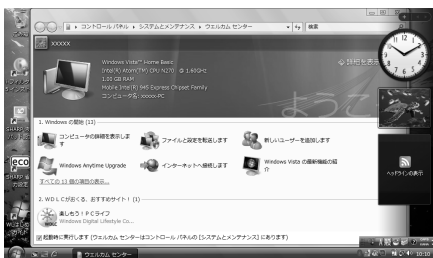 コントロール パネル ▸ システムとメンテナンス ▸ ウェルカム センター
検索
xxxxx
Windows Vista™ Home Basic
Intel(R) Atom(TM) CPU N270 @ 1.60GHz
1.00 GB RAM
Mobile Intel(R) 945 Express Chipset Family
コンピュータ名: xxxxx-PC
詳細を表示
ようこそ
1. Windows の開始 (13)
コンピュータの詳細を表示します
ファイルと設定を転送します
新しいユーザーを追加します
Windows Anytime Upgrade
インターネットへ接続します
Windows Vista の最新機能の紹介
すべての 13 個の項目の表示...
2. WDLCがおくる、おすすめサイト! (1)
楽しもう!PCライフ
Windows Digital Lifestyle Co...
起動時に実行します (ウェルカム センターはコントロール パネルの [システムとメンテナンス] にあります)
ヘッドラインの表示
ごみ箱
eco
ウェルカム センター
10:10